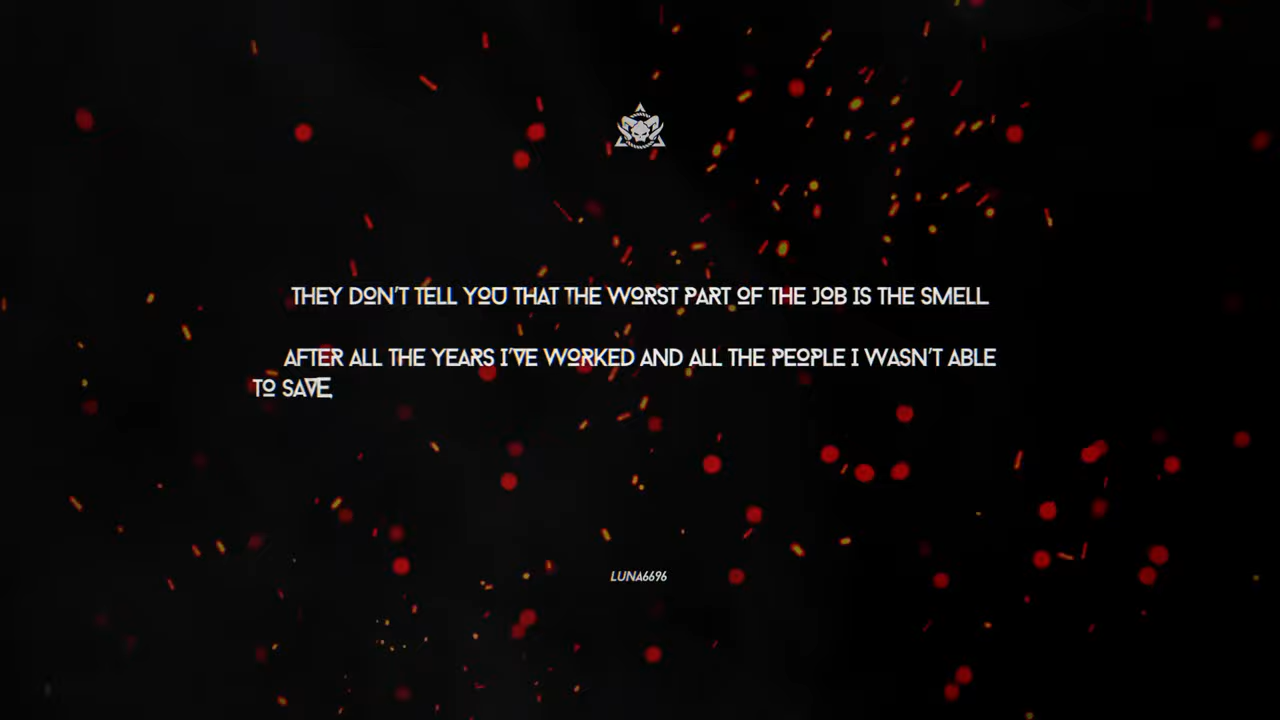 THEY DON'T TELL YOU THAT THE WORST PART OF THE JOB IS THE SMELL
AFTER ALL THE YEARS I'VE WORKED AND ALL THE PEOPLE I WASN'T ABLE
TO SAVE,
LUNA6696